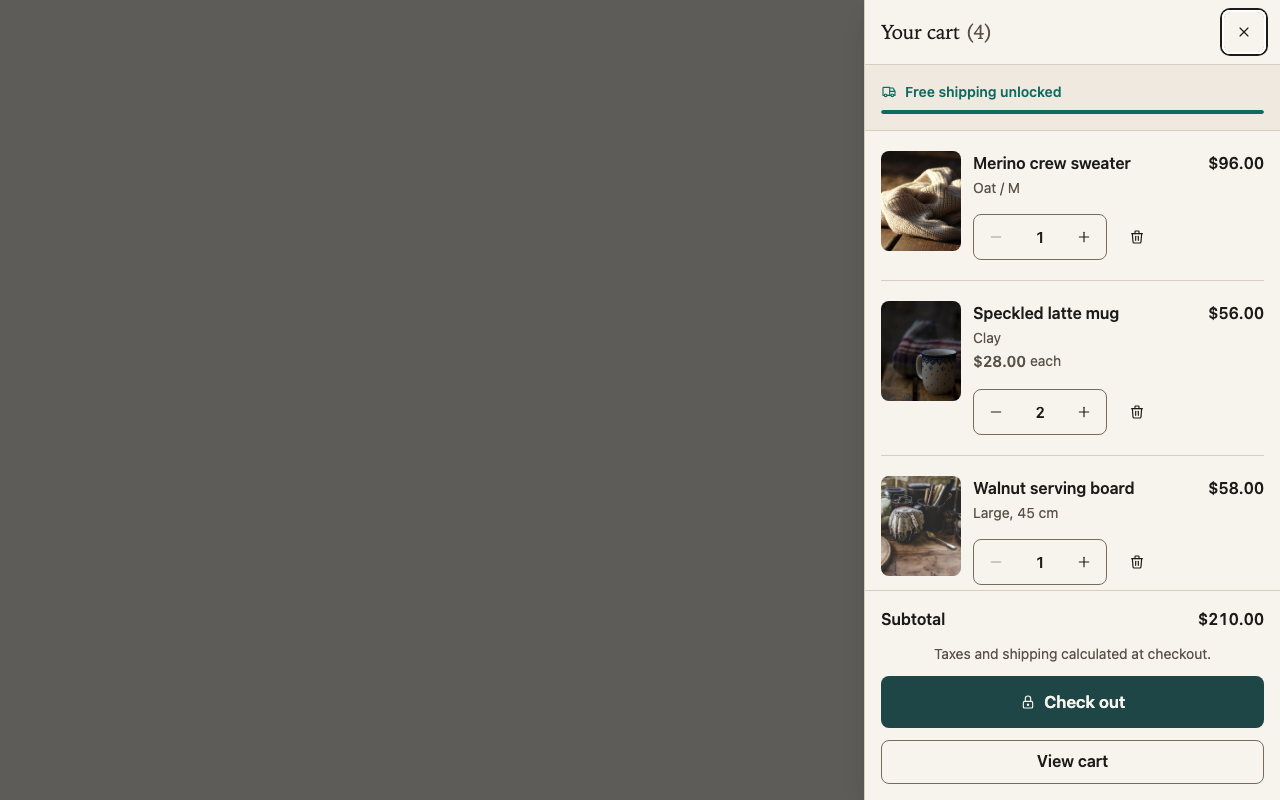 Your cart (4)
Free shipping unlocked
Merino crew sweater $96.00
Oat / M
1
Speckled latte mug $56.00
Clay
$28.00 each
2
Walnut serving board $58.00
Large, 45 cm
1
Subtotal $210.00
Taxes and shipping calculated at checkout.
Check out
View cart